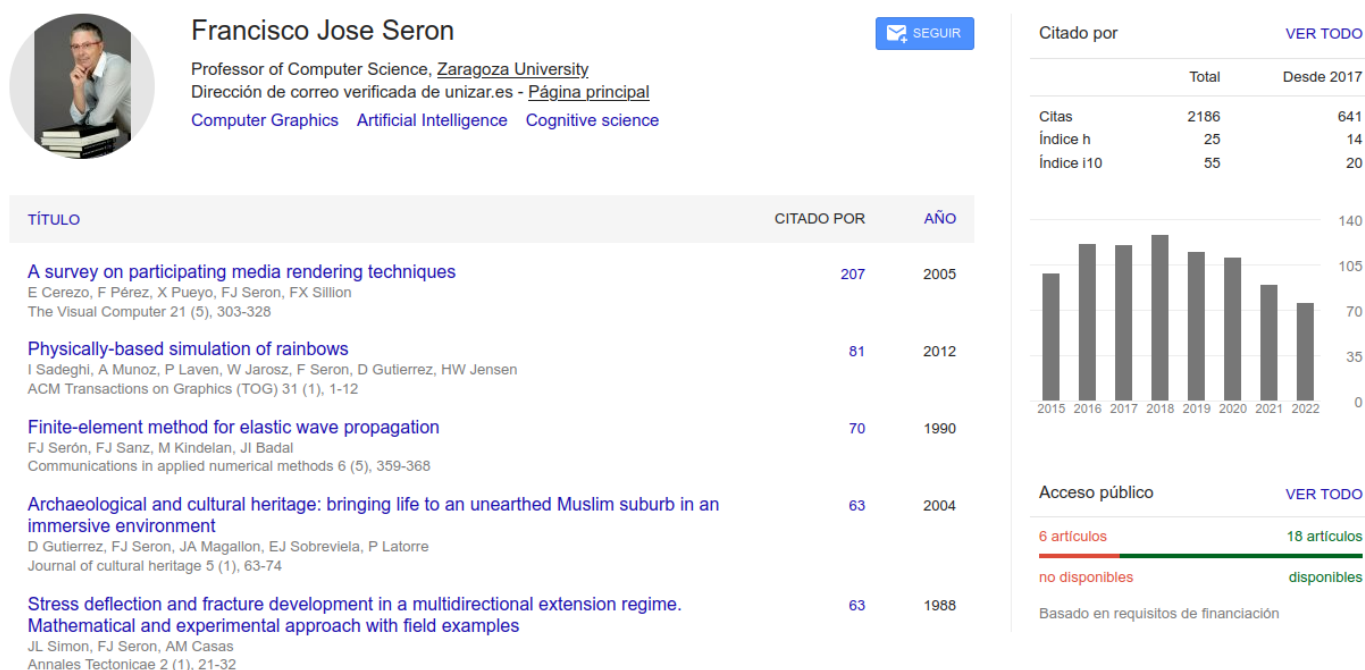 Francisco Jose Seron
SEGUIR
Professor of Computer Science, Zaragoza University
Dirección de correo verificada de unizar.es - Página principal
Computer Graphics Artificial Intelligence Cognitive science
TÍTULO CITADO POR AÑO
A survey on participating media rendering techniques 207 2005
E Cerezo, F Pérez, X Pueyo, FJ Seron, FX Sillion
The Visual Computer 21 (5), 303-328
Physically-based simulation of rainbows 81 2012
I Sadeghi, A Munoz, P Laven, W Jarosz, F Seron, D Gutierrez, HW Jensen
ACM Transactions on Graphics (TOG) 31 (1), 1-12
Finite-element method for elastic wave propagation 70 1990
FJ Serón, FJ Sanz, M Kindelan, JI Badal
Communications in applied numerical methods 6 (5), 359-368
Archaeological and cultural heritage: bringing life to an unearthed Muslim suburb in an 63 2004
immersive environment
D Gutierrez, FJ Seron, JA Magallon, EJ Sobreviela, P Latorre
Journal of cultural heritage 5 (1), 63-74
Stress deflection and fracture development in a multidirectional extension regime. 63 1988
Mathematical and experimental approach with field examples
JL Simon, FJ Seron, AM Casas
Annales Tectonicae 2 (1), 21-32
Citado por VER TODO
Total Desde 2017
Citas 2186 641
Índice h 25 14
Índice i10 55 20
140
105
70
35
0
2015 2016 2017 2018 2019 2020 2021 2022
Acceso público VER TODO
6 artículos 18 artículos
no disponibles disponibles
Basado en requisitos de financiación